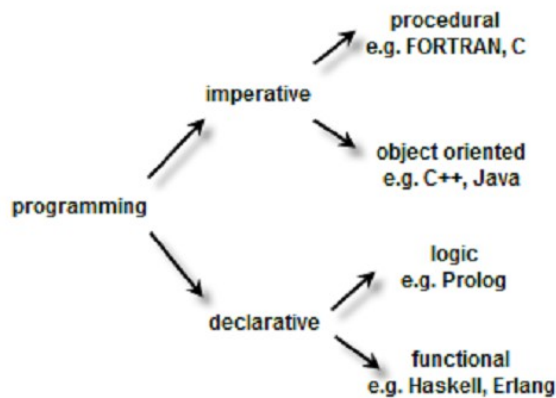 procedural
e.g. FORTRAN, C
imperative
object oriented
e.g. C++, Java
programming
logic
e.g. Prolog
declarative
functional
e.g. Haskell, Erlang